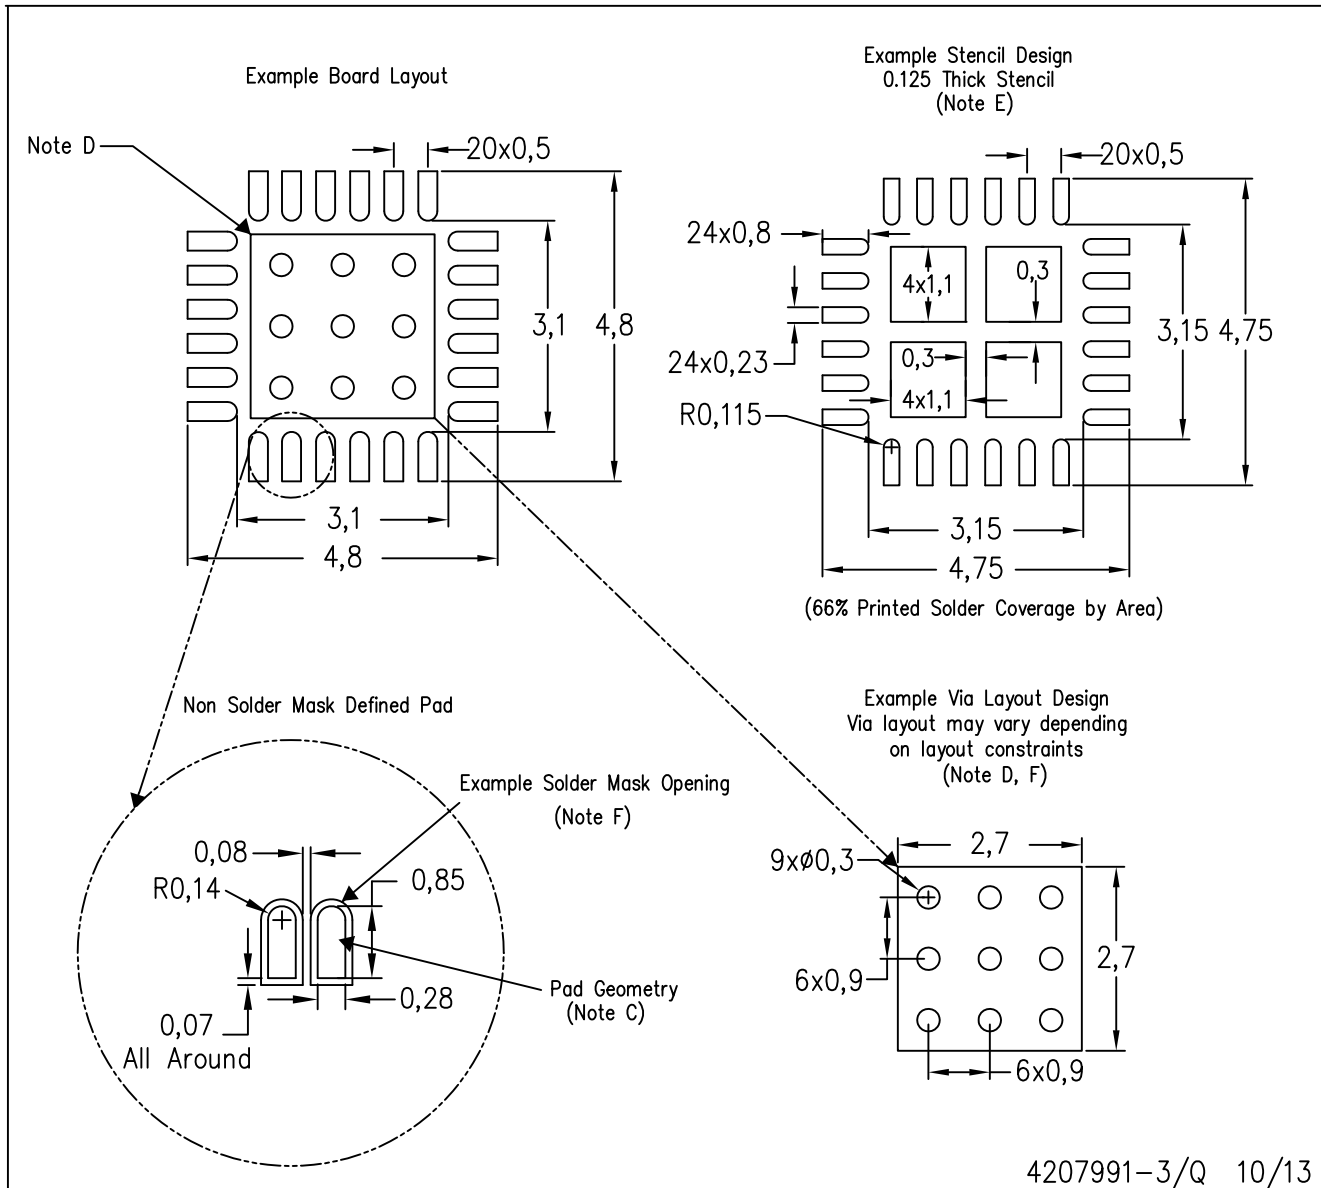 Example Board Layout
Note D
20x0,5
3,1
4,8
3,1
4,8
Example Stencil Design
0.125 Thick Stencil
(Note E)
20x0,5
24x0,8
4x1,1
0,3
3,15
4,75
24x0,23
0,3
4x1,1
R0,115
3,15
4,75
(66% Printed Solder Coverage by Area)
Non Solder Mask Defined Pad
Example Solder Mask Opening
(Note F)
0,08
R0,14
0,85
0,28
0,07
All Around
Pad Geometry
(Note C)
Example Via Layout Design
Via layout may vary depending
on layout constraints
(Note D, F)
2,7
9xø0,3
2,7
6x0,9
6x0,9
4207991-3/Q 10/13